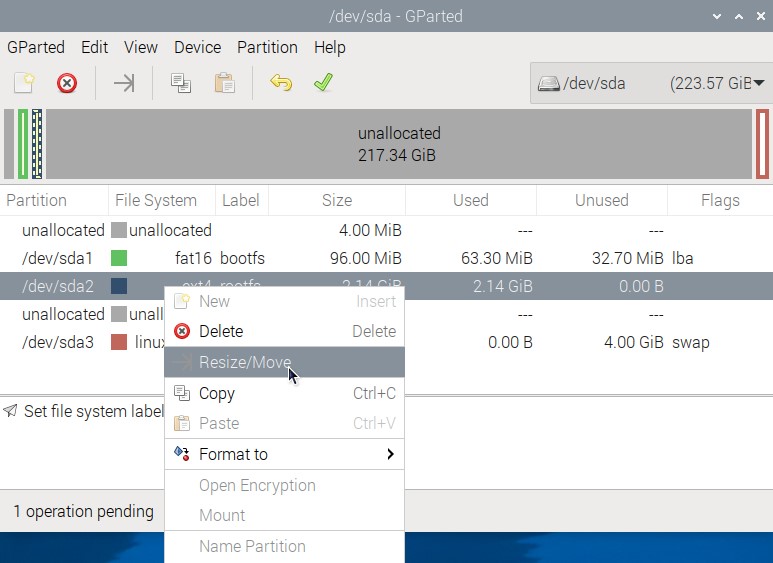 /dev/sda - GParted
GParted Edit View Device Partition Help
/dev/sda (223.57 GiB
unallocated
217.34 GiB
Partition File System Label Size Used Unused Flags
unallocated unallocated 4.00 MiB --- ---
/dev/sda1 fat16 bootfs 96.00 MiB 63.30 MiB 32.70 MiB lba
/dev/sda2 ext4 rootfs 2.14 GiB 2.14 GiB 0.00 B
unallocated unall --- ---
/dev/sda3 linux 0.00 B 4.00 GiB swap
New Insert
Delete Delete
Resize/Move
Copy Ctrl+C
Paste Ctrl+V
Format to
Open Encryption
Mount
Name Partition
Set file system label
1 operation pending